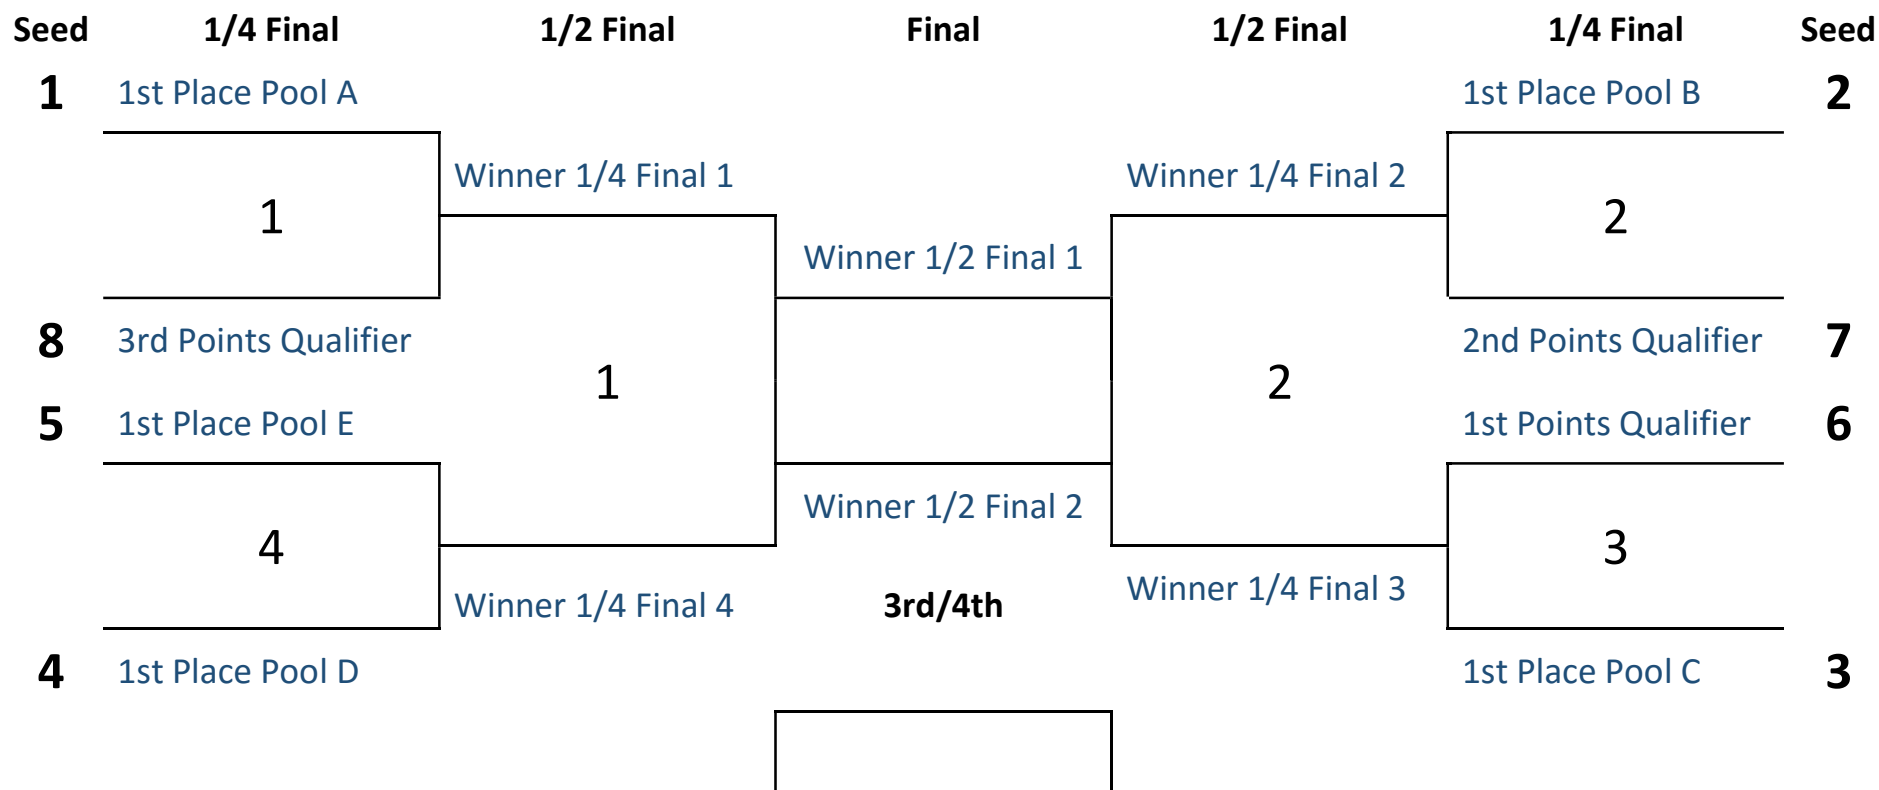 Seed 1/4 Final 1/2 Final Final 1/2 Final 1/4 Final Seed
1 1st Place Pool A 1st Place Pool B 2
Winner 1/4 Final 1 Winner 1/4 Final 2
1 2
Winner 1/2 Final 1
8 3rd Points Qualifier 2nd Points Qualifier 7
1 2
5 1st Place Pool E 1st Points Qualifier 6
Winner 1/2 Final 2
4 3
Winner 1/4 Final 4 3rd/4th Winner 1/4 Final 3
4 1st Place Pool D 1st Place Pool C 3